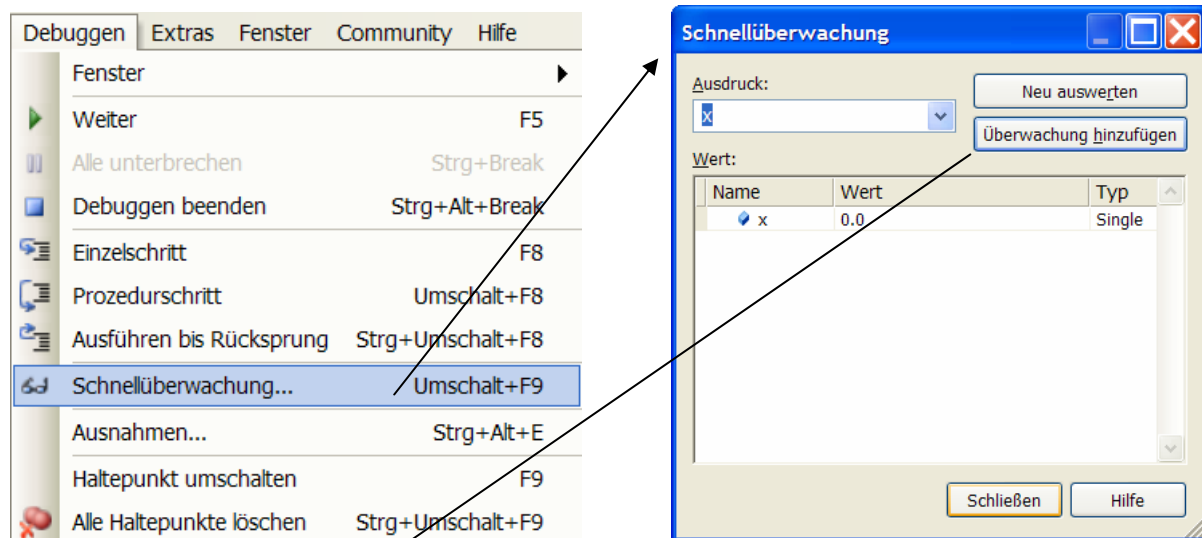 Debuggen Extras Fenster Community Hilfe
Fenster
Weiter F5
Alle unterbrechen Strg+Break
Debuggen beenden Strg+Alt+Break
Einzelschritt F8
Prozedurschritt Umschalt+F8
Ausführen bis Rücksprung Strg+Umschalt+F8
Schnellüberwachung... Umschalt+F9
Ausnahmen... Strg+Alt+E
Haltepunkt umschalten F9
Alle Haltepunkte löschen Strg+Umschalt+F9
Schnellüberwachung
Ausdruck:
Neu auswerten
x
Überwachung hinzufügen
Wert:
Name Wert Typ
x 0.0 Single
Schließen Hilfe